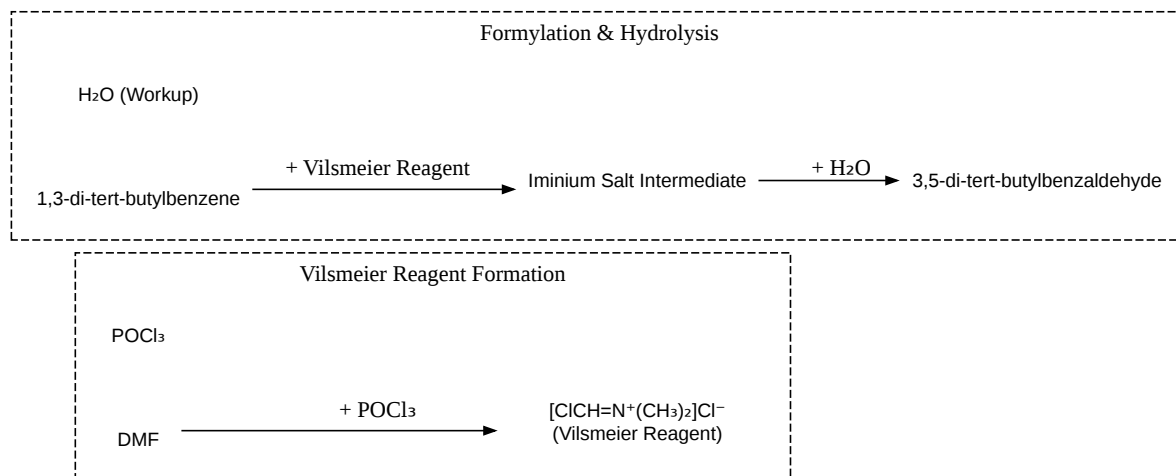 Formylation & Hydrolysis
H₂O (Workup)
+ Vilsmeier Reagent
+ H₂O
1,3-di-tert-butylbenzene
Iminium Salt Intermediate
3,5-di-tert-butylbenzaldehyde
Vilsmeier Reagent Formation
POCl₃
+ POCl₃
DMF
[ClCH=N⁺(CH₃)₂]Cl⁻
(Vilsmeier Reagent)